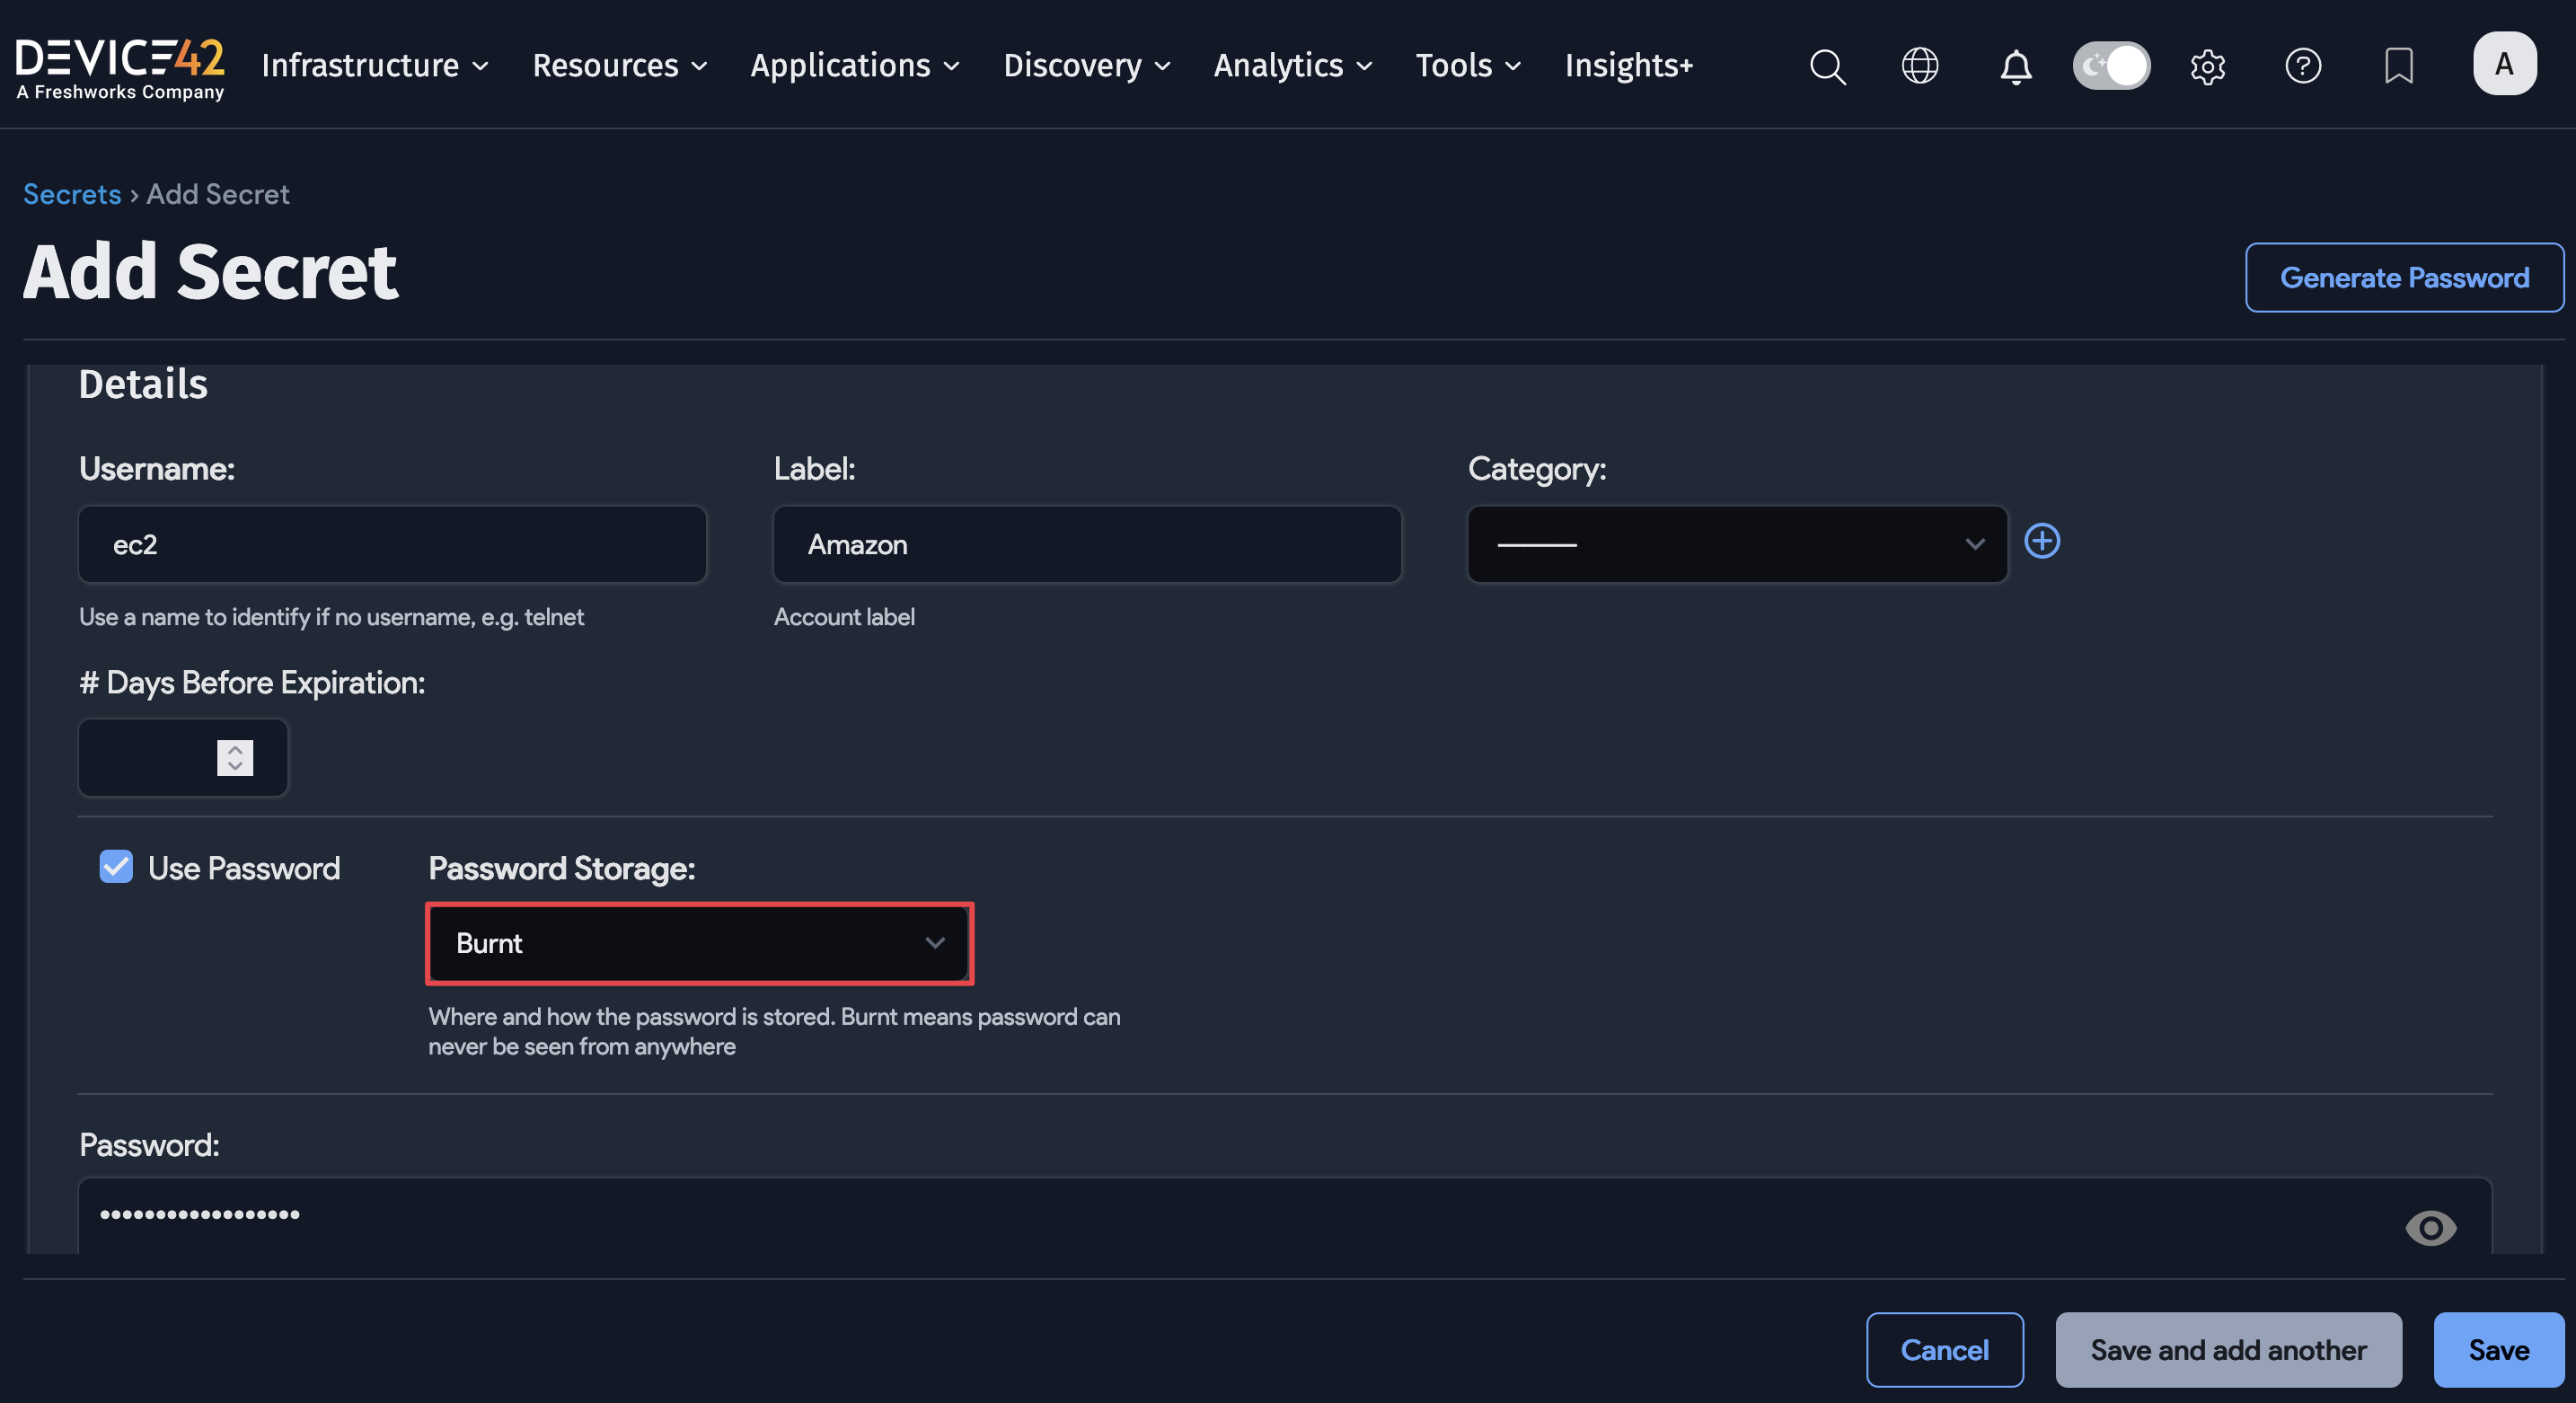 DEVICE42
A Freshworks Company
Infrastructure Resources Applications Discovery Analytics Tools Insights+
A
Secrets › Add Secret
Add Secret
Generate Password
Details
Username: Label: Category:
ec2 Amazon ---------
Use a name to identify if no username, e.g. telnet Account label
# Days Before Expiration:
Use Password Password Storage:
Burnt
Where and how the password is stored. Burnt means password can
never be seen from anywhere
Password:
••••••••••••••••••
Cancel Save and add another Save